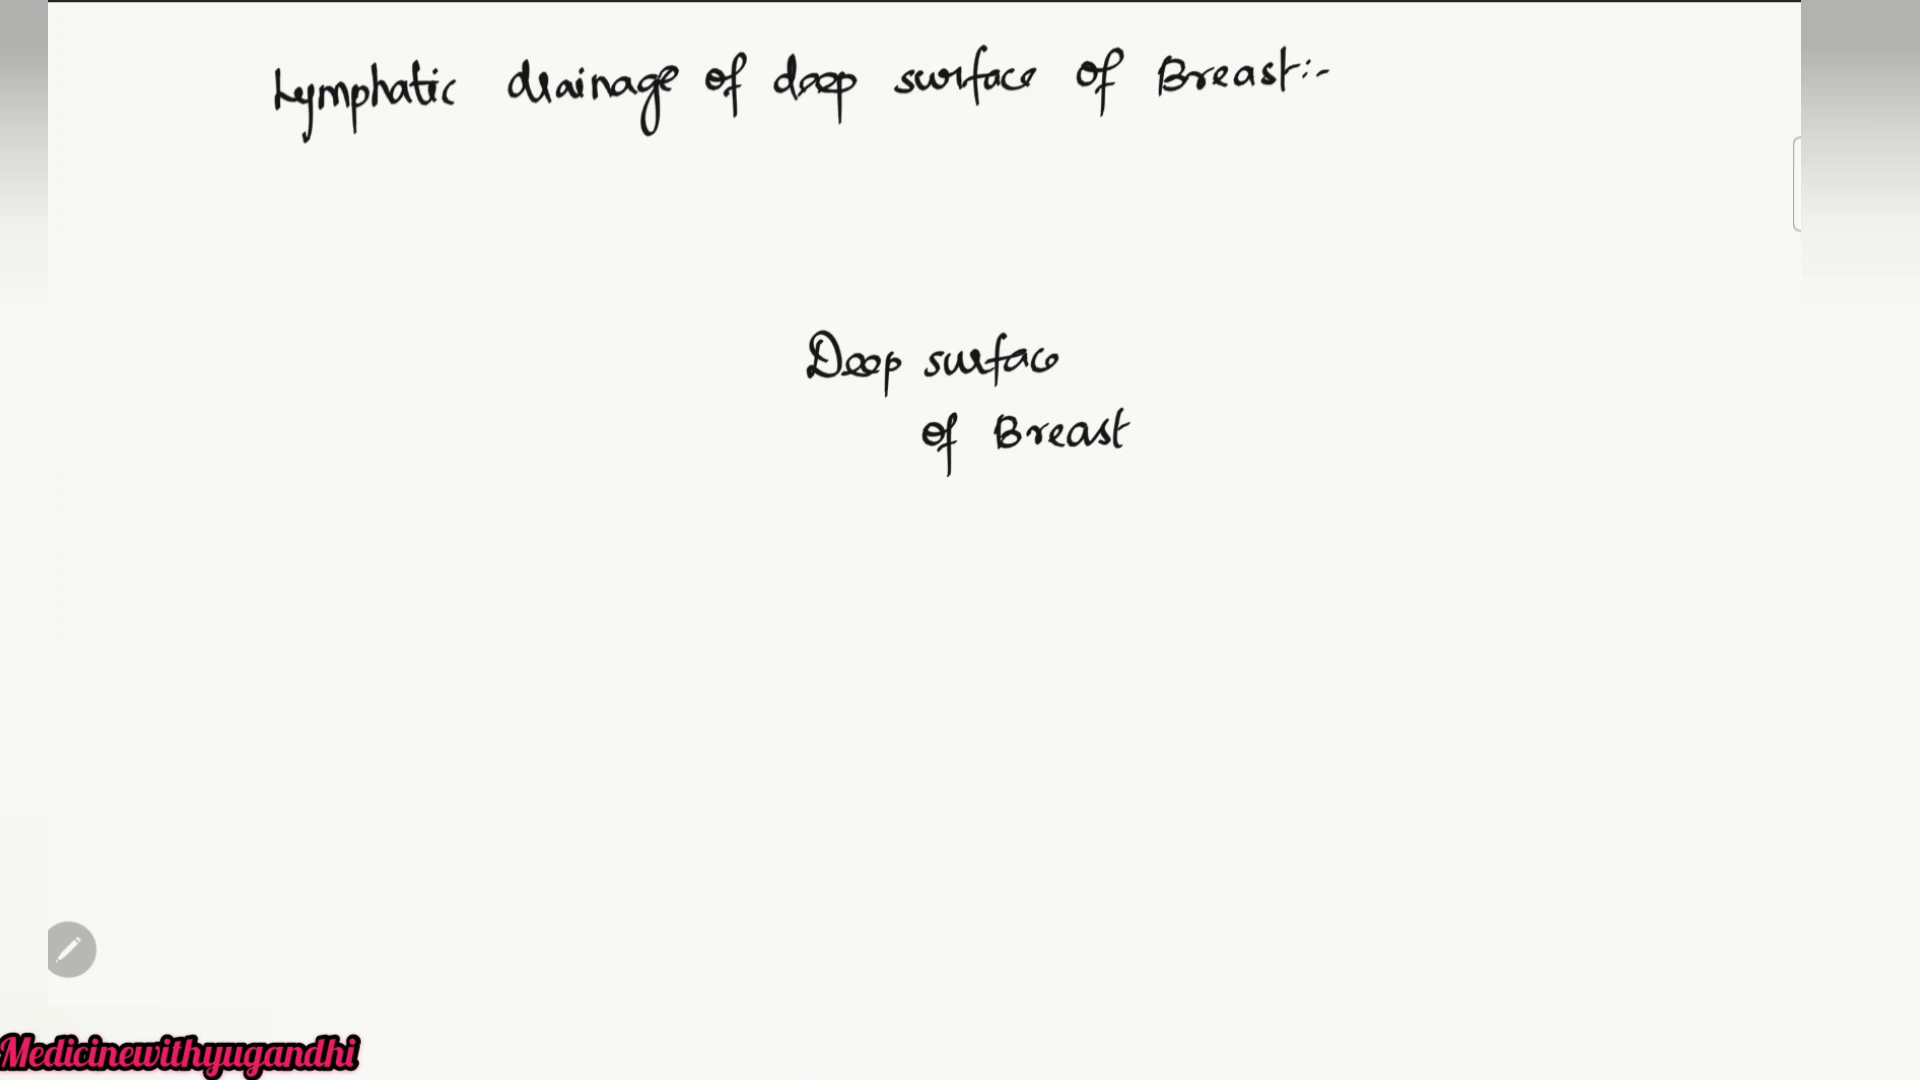 Lymphatic drainage of deep surface of Breast:-
Deep surface
of Breast
Medicinewithyugandhi